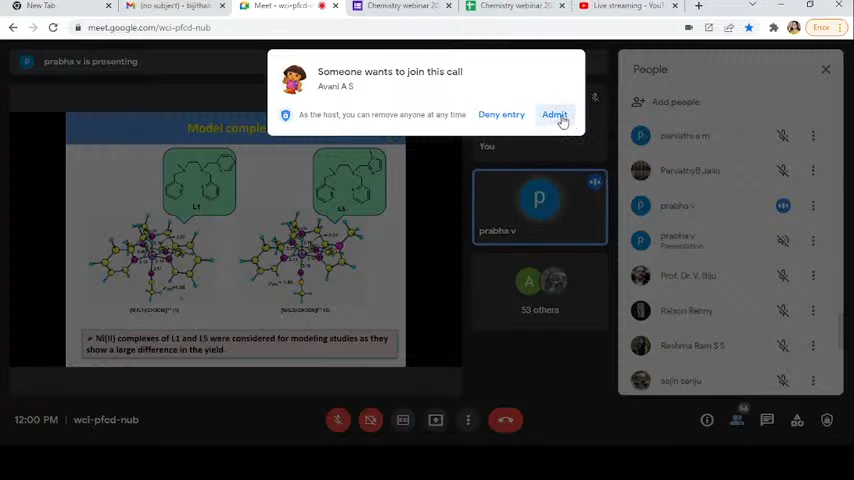 New Tab
(no subject) - bijithab
Meet - wci-pfcd-nub
Chemistry webinar 20
Chemistry webinar 20
Live streaming - YouT
meet.google.com/wci-pfcd-nub
Error
prabha v is presenting
Someone wants to join this call
Avani A S
As the host, you can remove anyone at any time
Deny entry
Admit
Model comple
L1
L5
➢ Ni(II) complexes of L1 and L5 were considered for modeling studies as they
show a large difference in the yield
You
p
prabha v
A
53 others
People
Add people
parvathi a m
ParvathyB Jailo
p
prabha v
p
prabha v
Presentation
Prof. Dr. V. Biju
Raison Renny
Reshma Ram S S
sajin sanju
12:00 PM | wci-pfcd-nub
CC